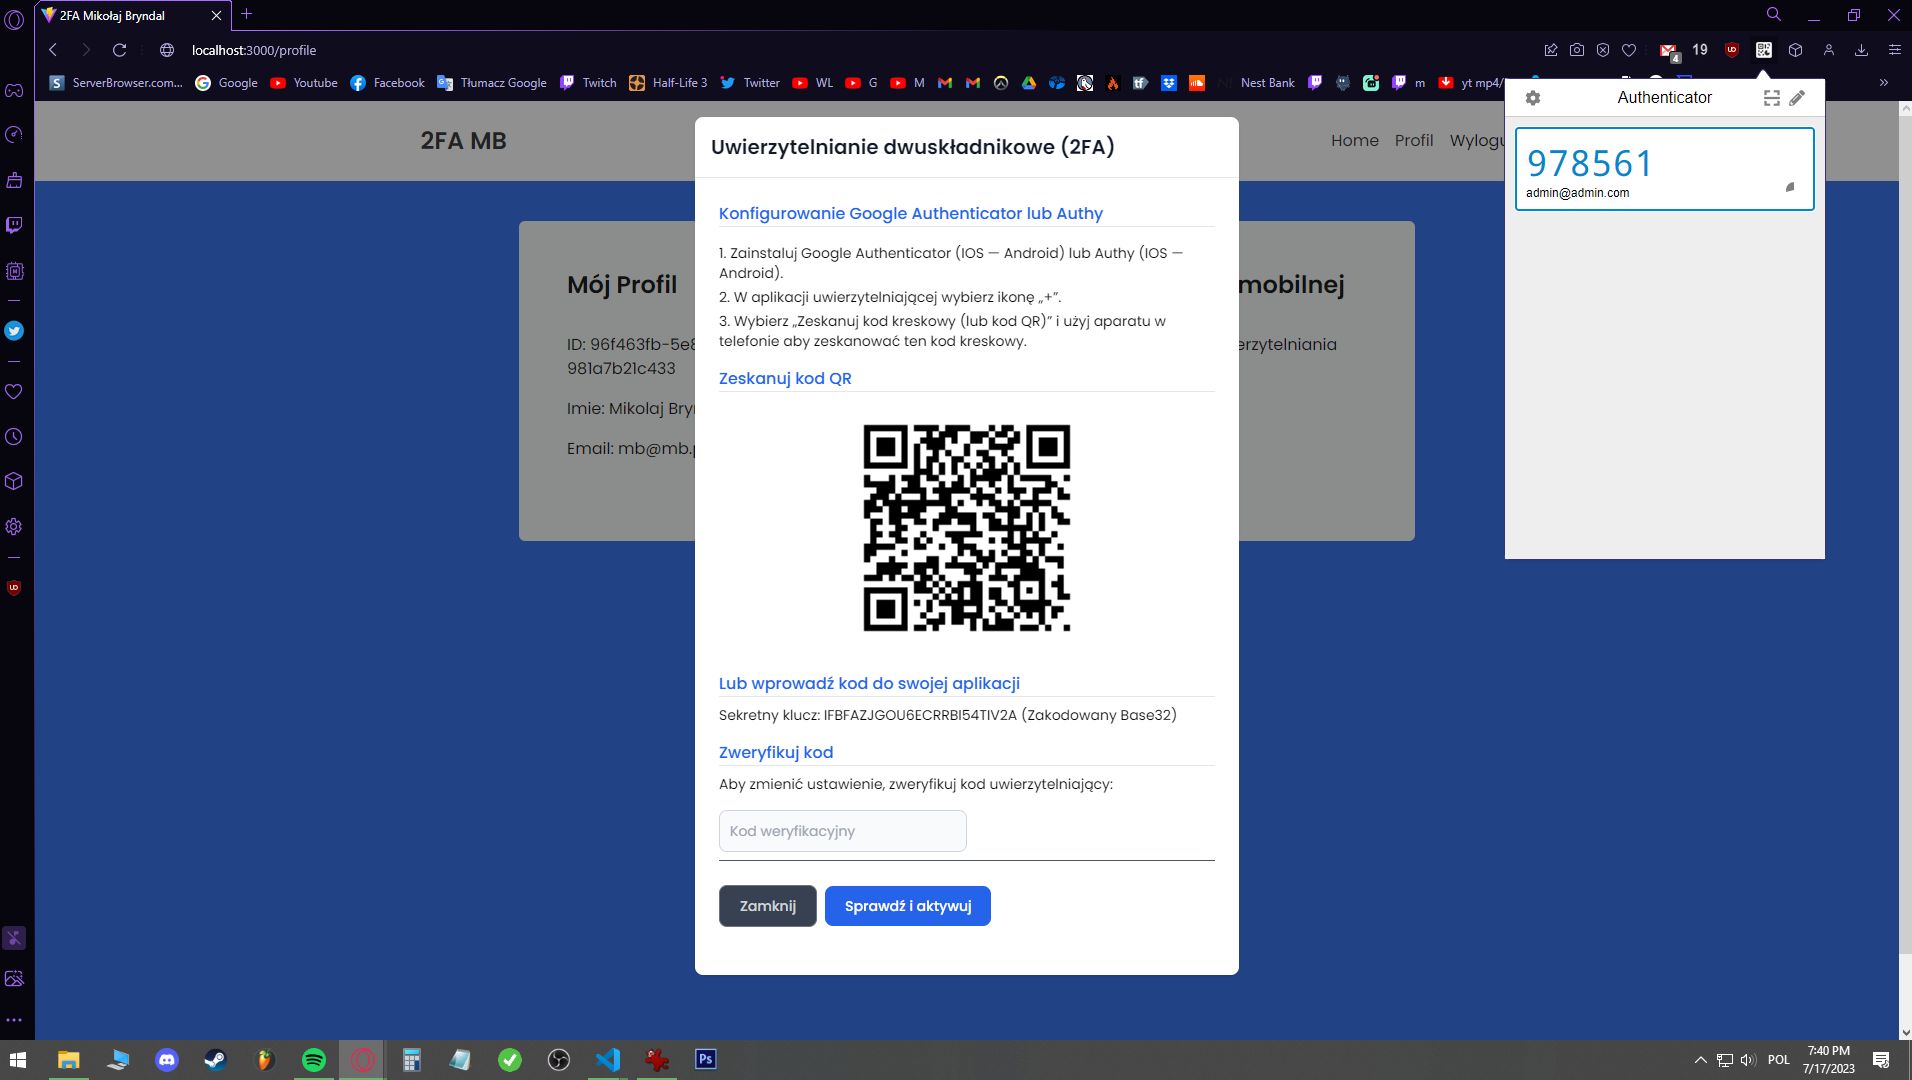 2FA Mikołaj Bryndal
localhost:3000/profile
4
19
ServerBrowser.com...
Google
Youtube
Facebook
Tłumacz Google
Twitch
Half-Life 3
Twitter
WL
G
M
Nest Bank
m
yt mp4/
2FA MB
Home
Profil
Authenticator
978561
admin@admin.com
Uwierzytelnianie dwuskładnikowe (2FA)
Konfigurowanie Google Authenticator lub Authy
1. Zainstaluj Google Authenticator (IOS — Android) lub Authy (IOS —
Android).
2. W aplikacji uwierzytelniającej wybierz ikonę „+”.
3. Wybierz „Zeskanuj kod kreskowy (lub kod QR)” i użyj aparatu w
telefonie aby zeskanować ten kod kreskowy.
Zeskanuj kod QR
Lub wprowadź kod do swojej aplikacji
Sekretny klucz: IFBFAZJGOU6ECRRBI54TIV2A (Zakodowany Base32)
Zweryfikuj kod
Aby zmienić ustawienie, zweryfikuj kod uwierzytelniający:
Kod weryfikacyjny
Zamknij
Sprawdź i aktywuj
Mój Profil
ID: 96f463fb-5e8
981a7b21c433
Imie: Mikolaj Bry
Email: mb@mb.p
mobilnej
erzytelniania
Ps
POL
7:40 PM
7/17/2023